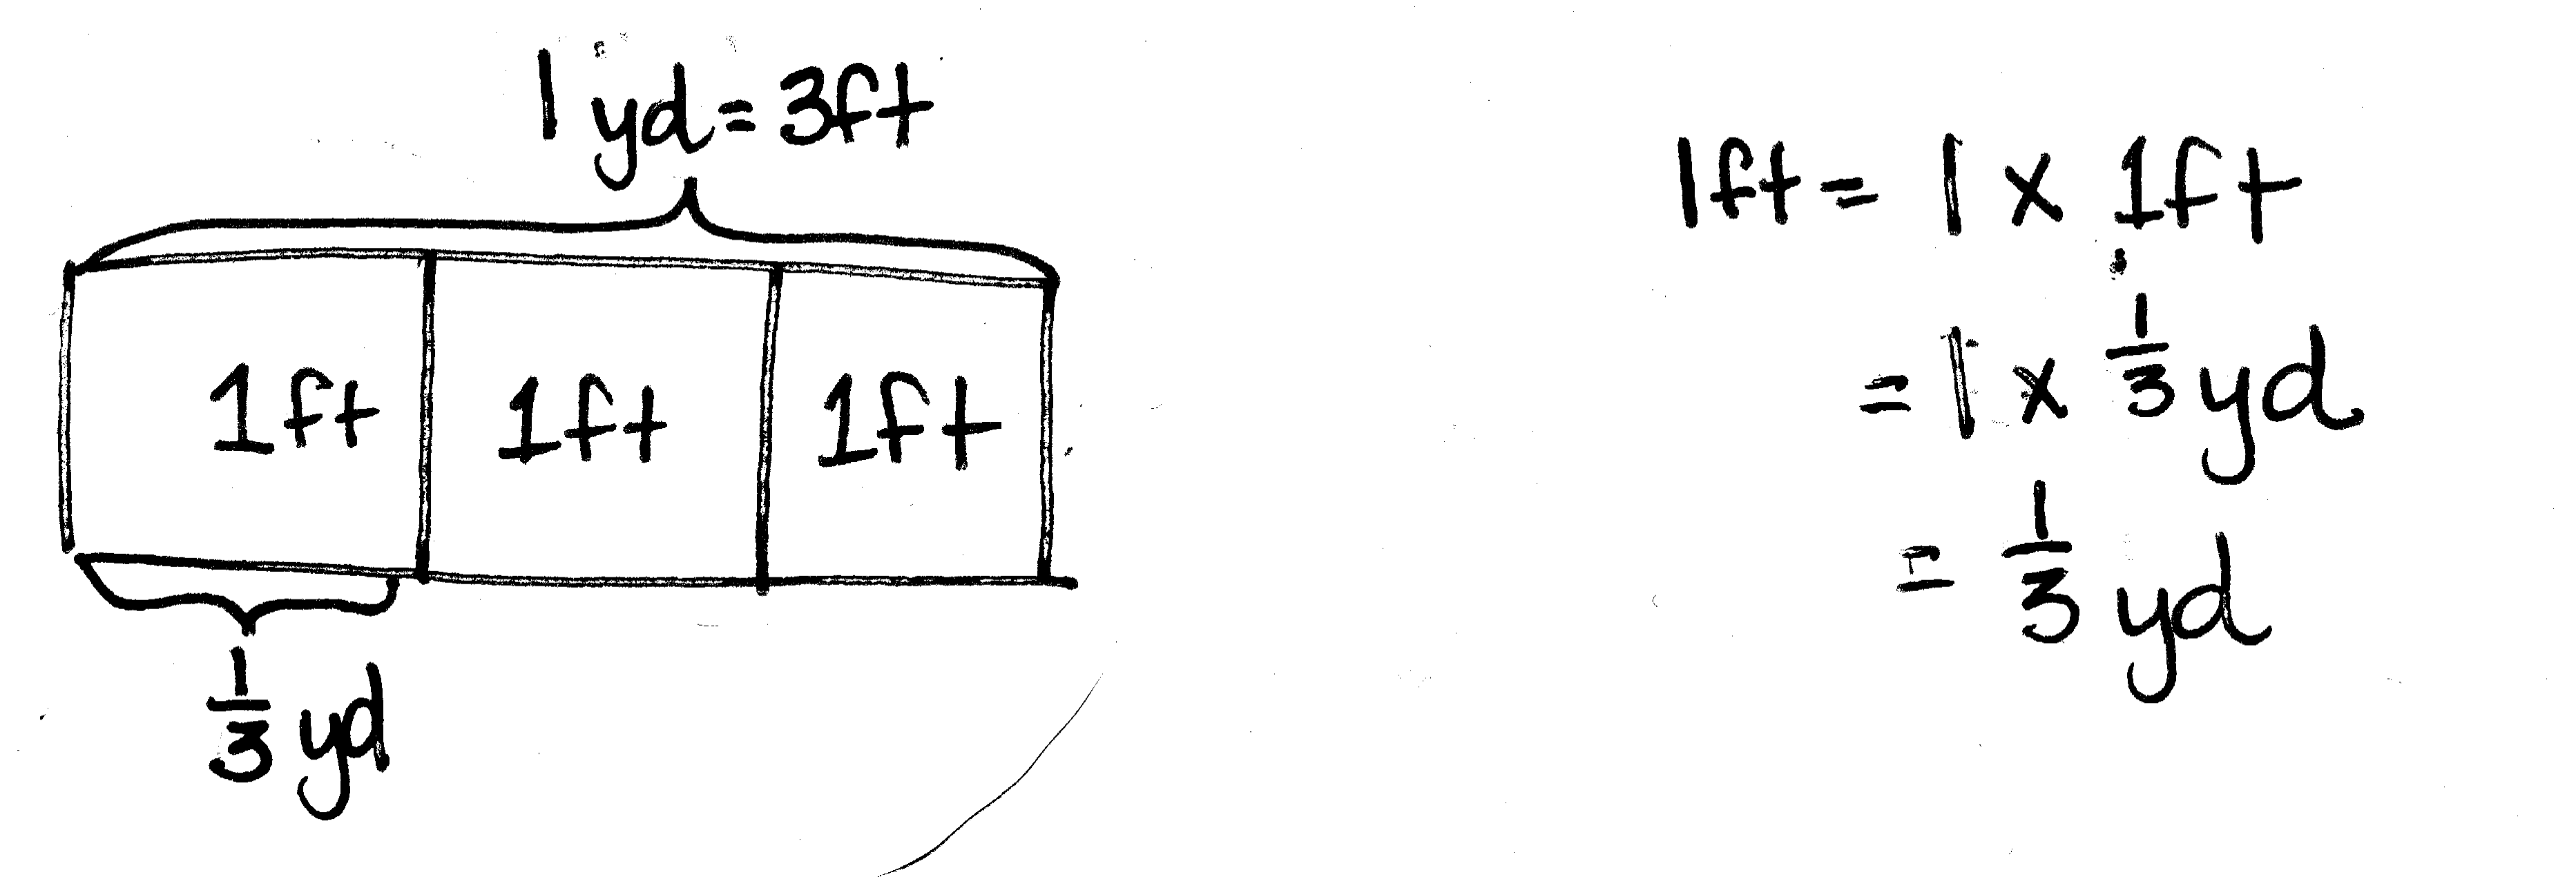 1 yd = 3ft
1ft 1ft 1ft
1/3 yd
1ft = 1 x 1ft
= 1 x 1/3 yd
= 1/3 yd